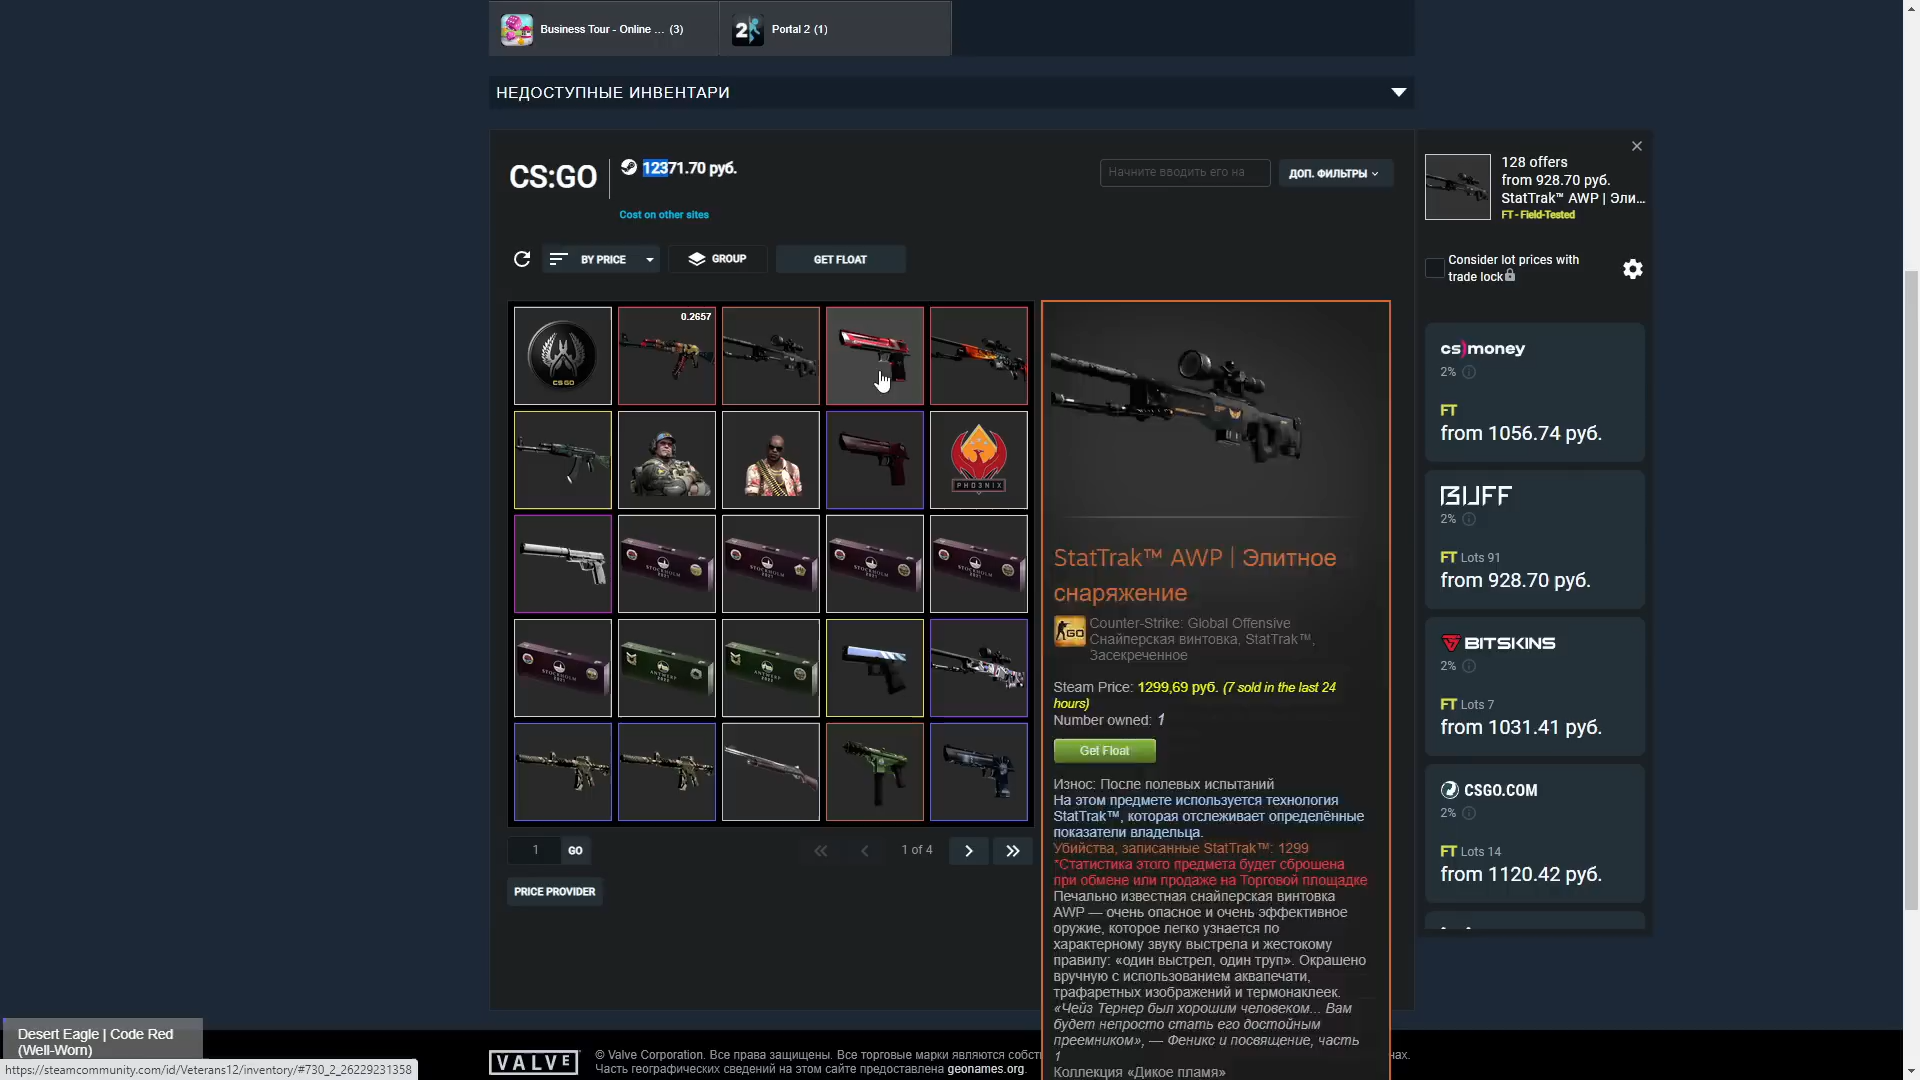 Business Tour - Online ... (3)
Portal 2 (1)
НЕДОСТУПНЫЕ ИНВЕНТАРИ
CS:GO
12371.70 руб.
Cost on other sites
Начните вводить его на
ДОП. ФИЛЬТРЫ
BY PRICE
GROUP
GET FLOAT
0.2657
CS GO
PHOENIX
STOCKHOLM
STOCKHOLM
STOCKHOLM
STOCKHOLM
STOCKHOLM
ANTWERP
ANTWERP
1
GO
1 of 4
PRICE PROVIDER
StatTrak™ AWP | Элитное
снаряжение
Counter-Strike: Global Offensive
Снайперская винтовка, StatTrak™,
Засекреченное
Steam Price: 1299,69 руб. (7 sold in the last 24
hours)
Number owned: 1
Get Float
Износ: После полевых испытаний
На этом предмете используется технология
StatTrak™, которая отслеживает определённые
показатели владельца.
Убийства, записанные StatTrak™: 1299
*Статистика этого предмета будет сброшена
при обмене или продаже на Торговой площадке
Печально известная снайперская винтовка
AWP — очень опасное и очень эффективное
оружие, которое легко узнается по
характерному звуку выстрела и жестокому
правилу: «один выстрел, один труп». Окрашено
вручную с использованием аквапечати,
трафаретных изображений и термонаклеек.
«Чейз Тернер был хорошим человеком... Вам
будет непросто стать его достойным
преемником», — Феникс и посвящение, часть
1
Коллекция «Дикое пламя»
128 offers
from 928.70 руб.
StatTrak™ AWP | Эли...
FT - Field-Tested
Consider lot prices with
trade lock
cs)money
2%
FT
from 1056.74 руб.
BUFF
2%
FT Lots 91
from 928.70 руб.
BITSKINS
2%
FT Lots 7
from 1031.41 руб.
CSGO.COM
2%
FT Lots 14
from 1120.42 руб.
Desert Eagle | Code Red
(Well-Worn)
https://steamcommunity.com/id/Veterans12/inventory/#730_2_26229231358
VALVE
© Valve Corporation. Все права защищены. Все торговые марки являются собст
нах.
Часть географических сведений на этом сайте предоставлена geonames.org.